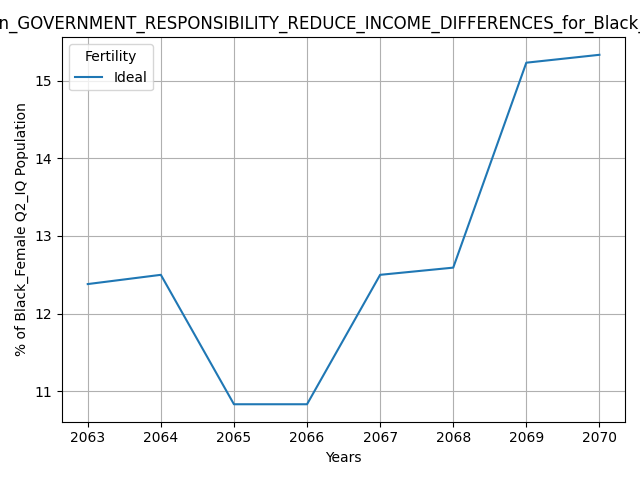 n_GOVERNMENT_RESPONSIBILITY_REDUCE_INCOME_DIFFERENCES_for_Black_
Fertility
Ideal
% of Black_Female Q2_IQ Population
15
14
13
12
11
2063 2064 2065 2066 2067 2068 2069 2070
Years